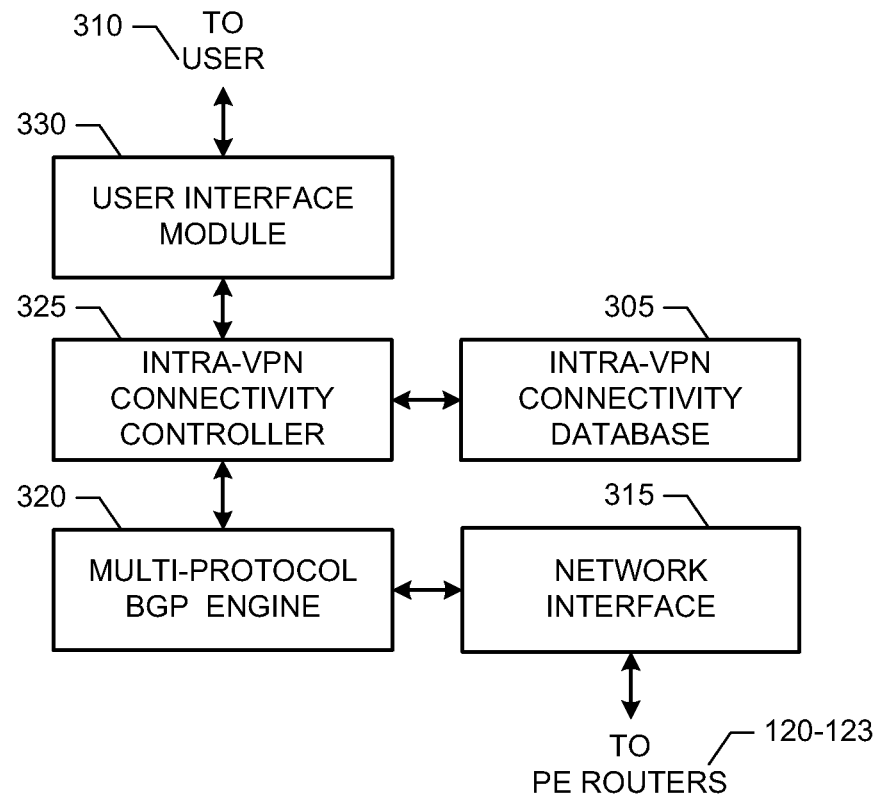 310
TO
USER
330
USER INTERFACE
MODULE
325
INTRA-VPN
CONNECTIVITY
CONTROLLER
305
INTRA-VPN
CONNECTIVITY
DATABASE
320
MULTI-PROTOCOL
BGP ENGINE
315
NETWORK
INTERFACE
TO
PE ROUTERS
120-123